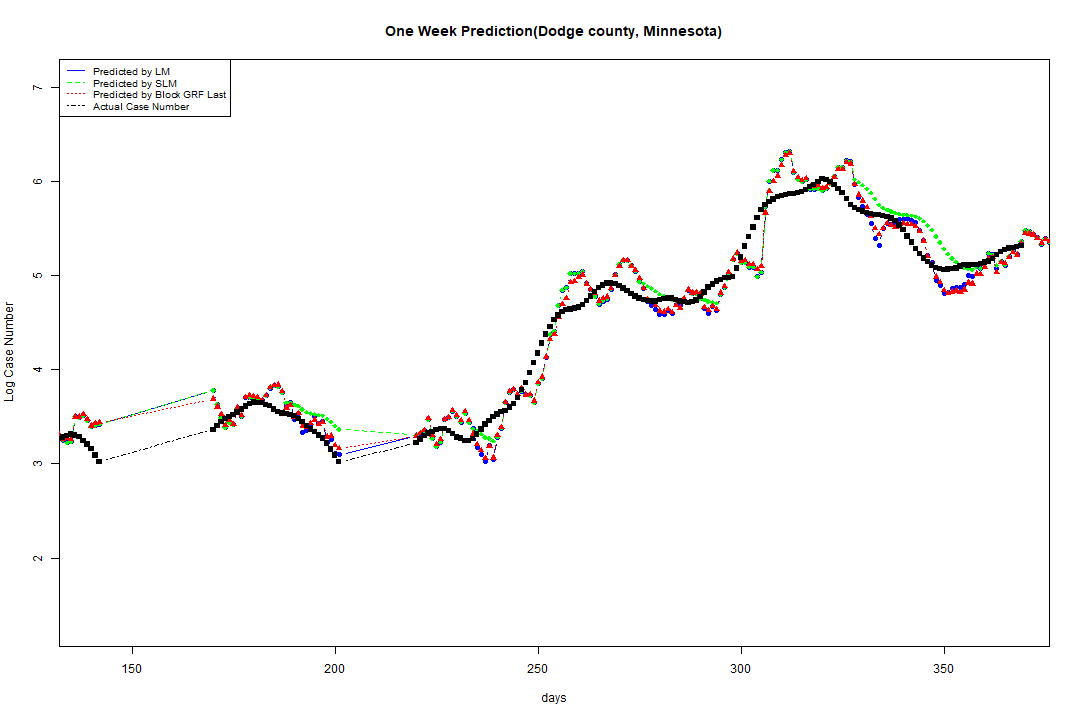 One Week Prediction(Dodge county, Minnesota)
Predicted by LM
Predicted by SLM
Predicted by Block GRF Last
Actual Case Number
7
6
5
4
3
2
Log Case Number
150 200 250 300 350
days